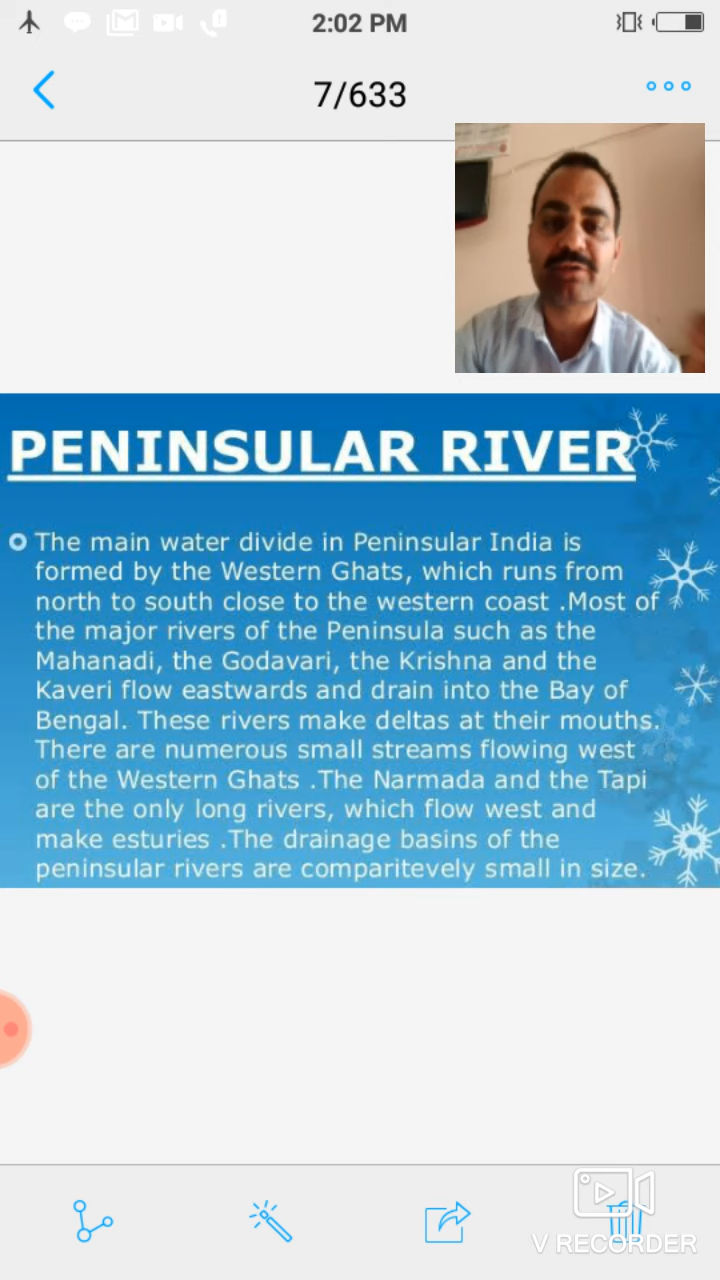 2:02 PM
7/633
PENINSULAR RIVER
The main water divide in Peninsular India is
formed by the Western Ghats, which runs from
north to south close to the western coast .Most of
the major rivers of the Peninsula such as the
Mahanadi, the Godavari, the Krishna and the
Kaveri flow eastwards and drain into the Bay of
Bengal. These rivers make deltas at their mouths.
There are numerous small streams flowing west
of the Western Ghats .The Narmada and the Tapi
are the only long rivers, which flow west and
make esturies .The drainage basins of the
peninsular rivers are comparitevely small in size.
V RECORDER